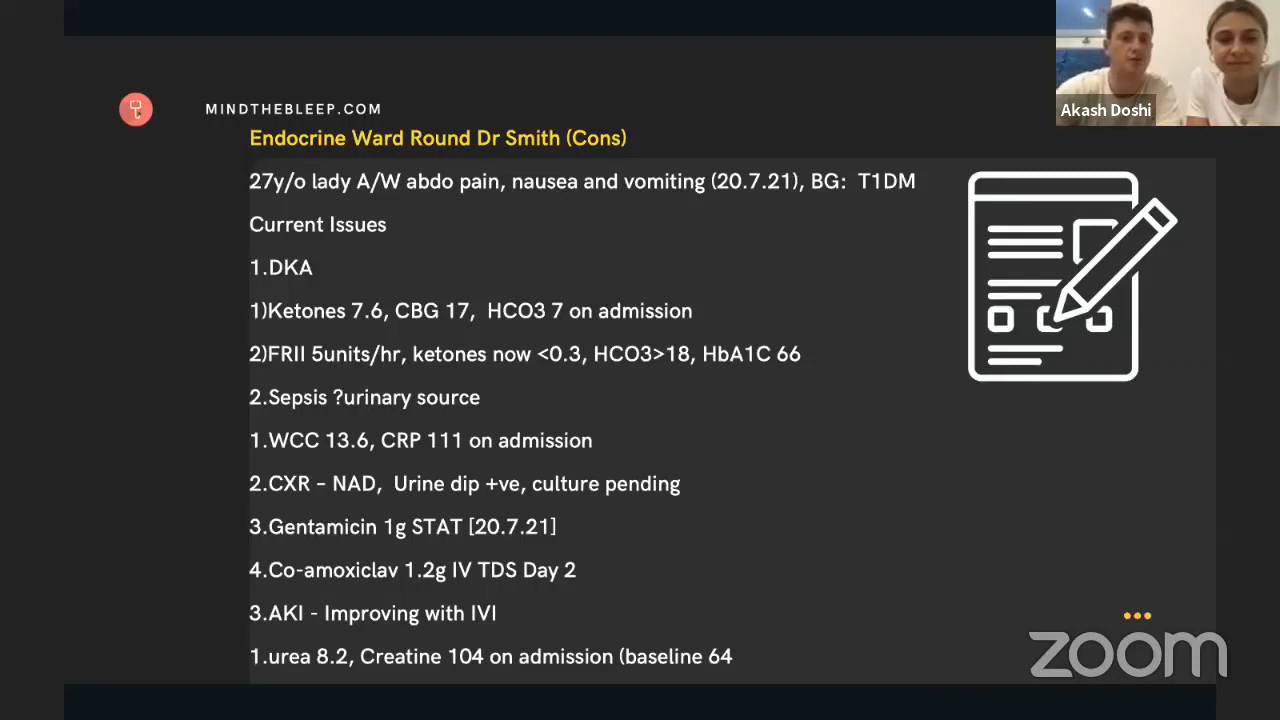 Akash Doshi
MINDTHEBLEEP.COM
Endocrine Ward Round Dr Smith (Cons)
27y/o lady A/W abdo pain, nausea and vomiting (20.7.21), BG: T1DM
Current Issues
1.DKA
1)Ketones 7.6, CBG 17, HCO3 7 on admission
2)FRII 5units/hr, ketones now <0.3, HCO3>18, HbA1C 66
2.Sepsis ?urinary source
1.WCC 13.6, CRP 111 on admission
2.CXR – NAD, Urine dip +ve, culture pending
3.Gentamicin 1g STAT [20.7.21]
4.Co-amoxiclav 1.2g IV TDS Day 2
3.AKI - Improving with IVI
1.urea 8.2, Creatine 104 on admission (baseline 64
zoom